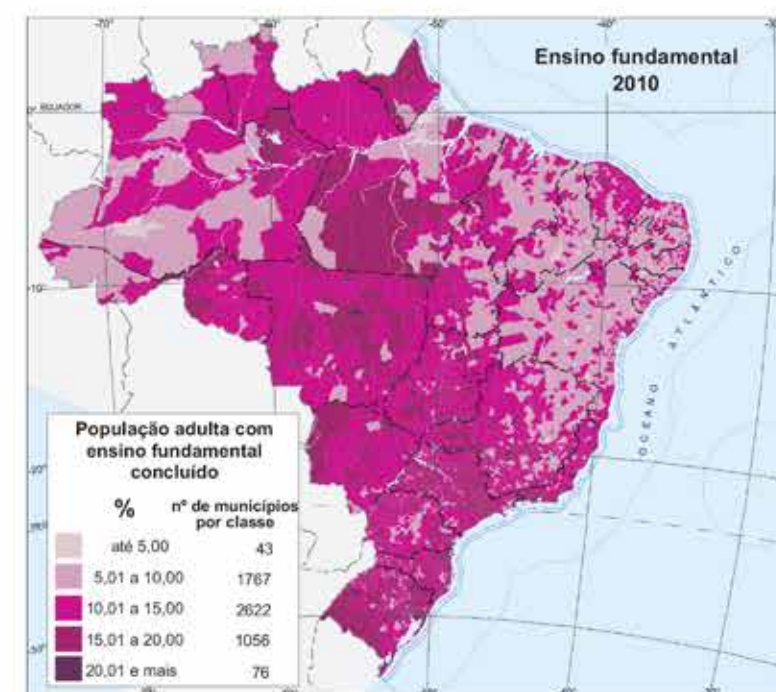 Ensino fundamental
2010
EQUADOR
OCEANO ATLÂNTICO
População adulta com
ensino fundamental
concluído
% nº de municípios
por classe
até 5,00 43
5,01 a 10,00 1767
10,01 a 15,00 2622
15,01 a 20,00 1056
20,01 e mais 76